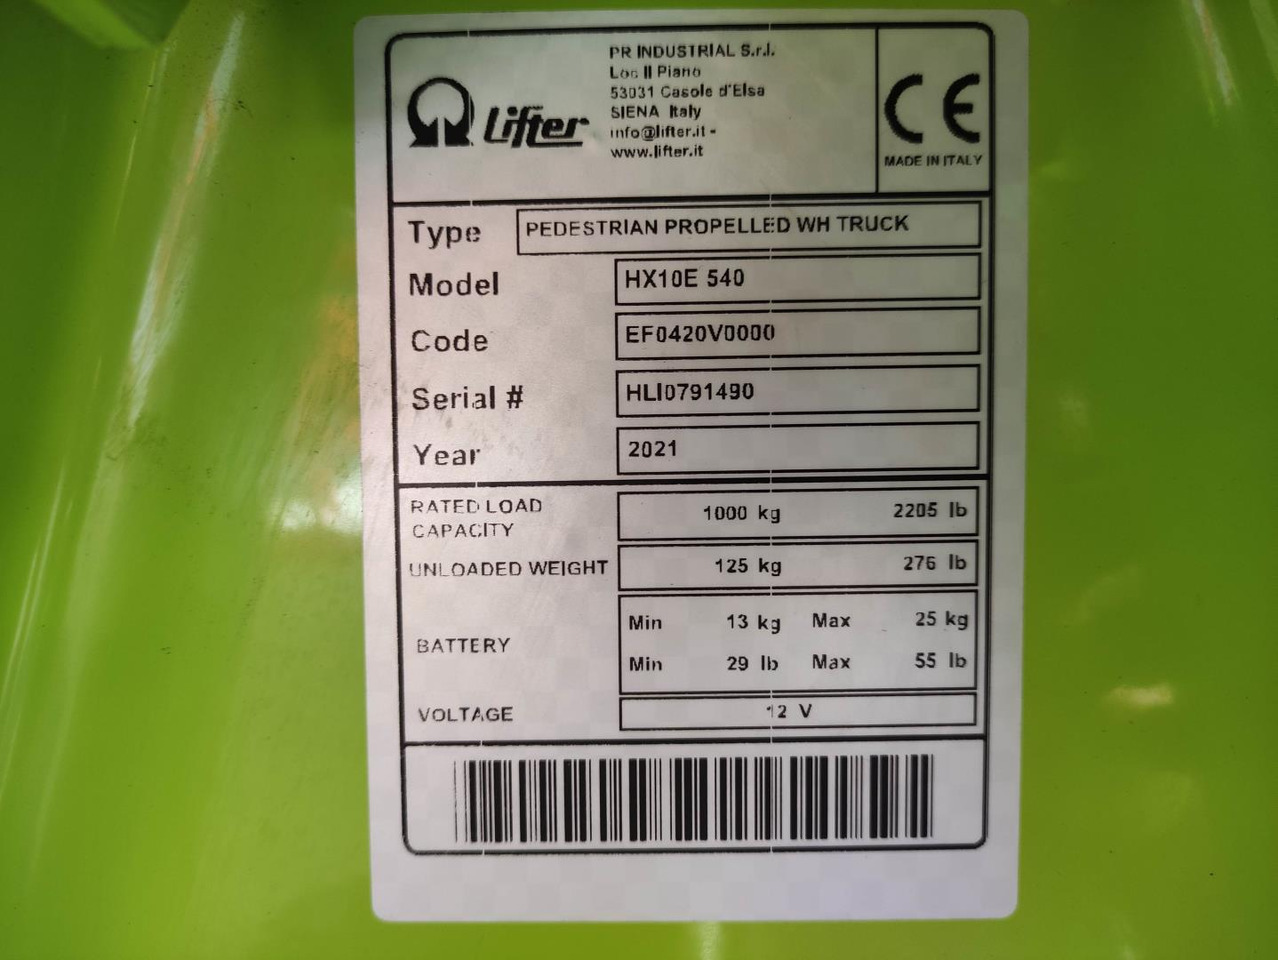 Lifter
PR INDUSTRIAL S.r.l.
Loc Il Piano
53031 Casole d'Elsa
SIENA Italy
info@lifter.it -
www.lifter.it
CE
MADE IN ITALY
Type PEDESTRIAN PROPELLED WH TRUCK
Model HX10E 540
Code EF0420V0000
Serial # HLI0791490
Year 2021
RATED LOAD
CAPACITY 1000 kg 2205 lb
UNLOADED WEIGHT 125 kg 276 lb
BATTERY
Min 13 kg Max 25 kg
Min 29 lb Max 55 lb
VOLTAGE 12 V